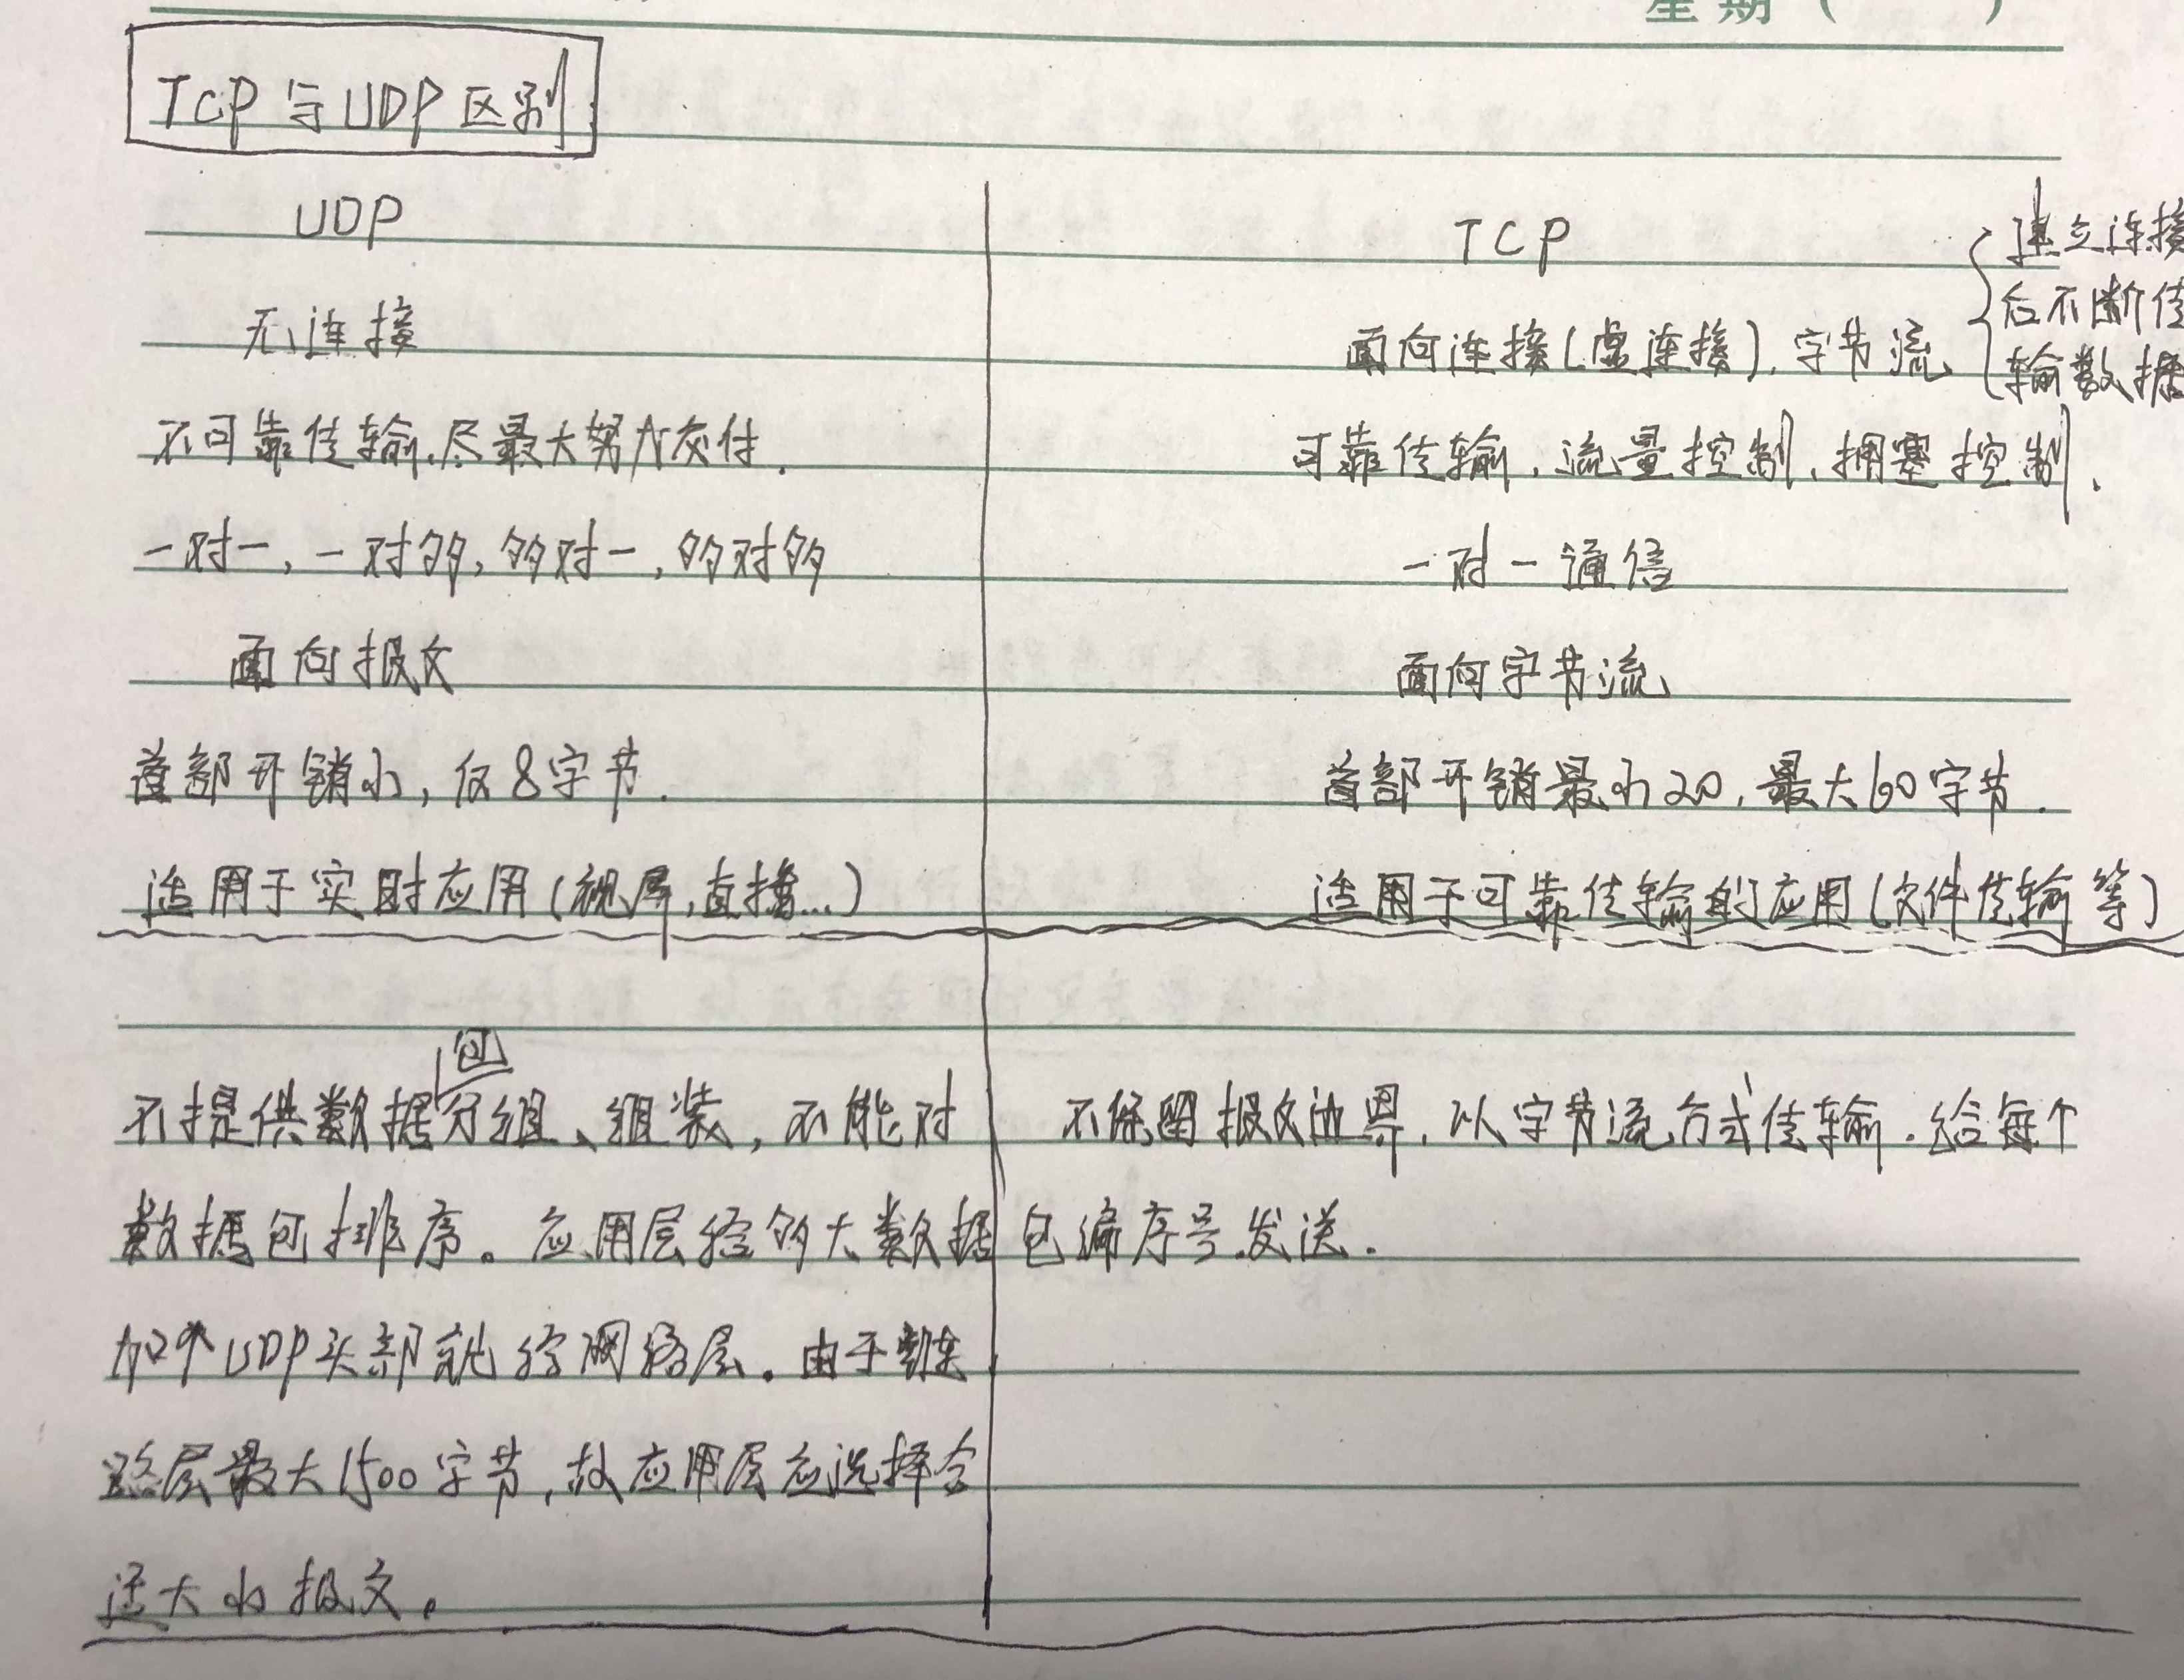 星期(     )
TCP与UDP区别
UDP
无连接
不可靠传输,尽最大努力交付.
一对一,一对多,多对一,多对多
面向报文
首部开销小,仅8字节.
适用于实时应用(视屏,直播...)
TCP
面向连接(虚连接),字节流
建立连接
后不断传
输数据
可靠传输,流量控制,拥塞控制.
一对一通信
面向字节流
首部开销最小20,最大60字节.
适用于可靠传输的应用(文件传输等)
包
不提供数据分组、组装,不能对
数据包排序。应用层给多大数据
加个UDP头部就给网络层。由于链
路层最大1500字节,故应用层应选择合
适大小报文。
不保留报文边界,以字节流方式传输.给每个
包编序号发送.